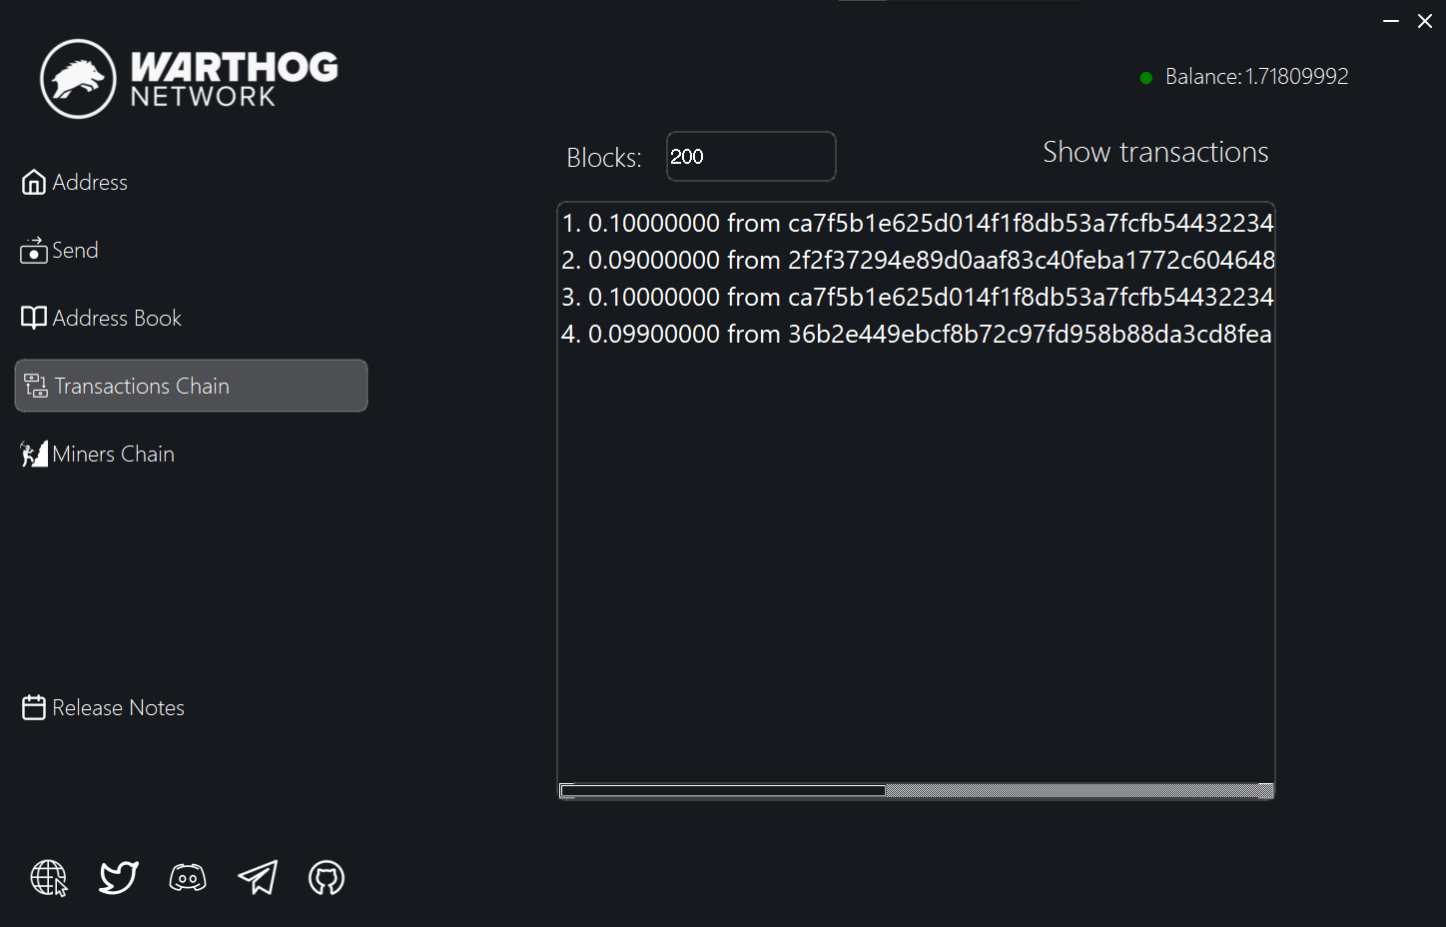 WARTHOG
NETWORK
Balance:1.71809992
Blocks:
200
Show transactions
Address
Send
Address Book
Transactions Chain
Miners Chain
Release Notes
1. 0.10000000 from ca7f5b1e625d014f1f8db53a7fcfb54432234
2. 0.09000000 from 2f2f37294e89d0aaf83c40feba1772c604648
3. 0.10000000 from ca7f5b1e625d014f1f8db53a7fcfb54432234
4. 0.09900000 from 36b2e449ebcf8b72c97fd958b88da3cd8fea